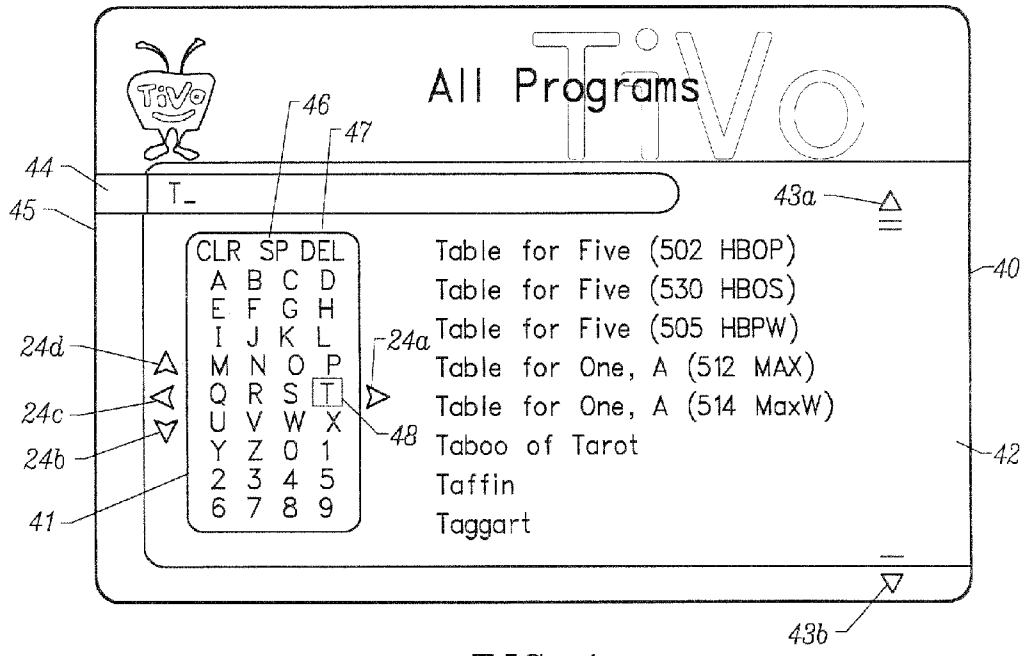 TiVo
TiVo
All Programs
46
47
44
T_
43a
45
CLR SP DEL
A B C D
E F G H
I J K L
M N O P
Q R S T
U V W X
Y Z 0 1
2 3 4 5
6 7 8 9
Table for Five (502 HBOP)
Table for Five (530 HBOS)
Table for Five (505 HBPW)
Table for One, A (512 MAX)
Table for One, A (514 MaxW)
Taboo of Tarot
Taffin
Taggart
40
24d
24a
24c
24b
48
42
41
43b